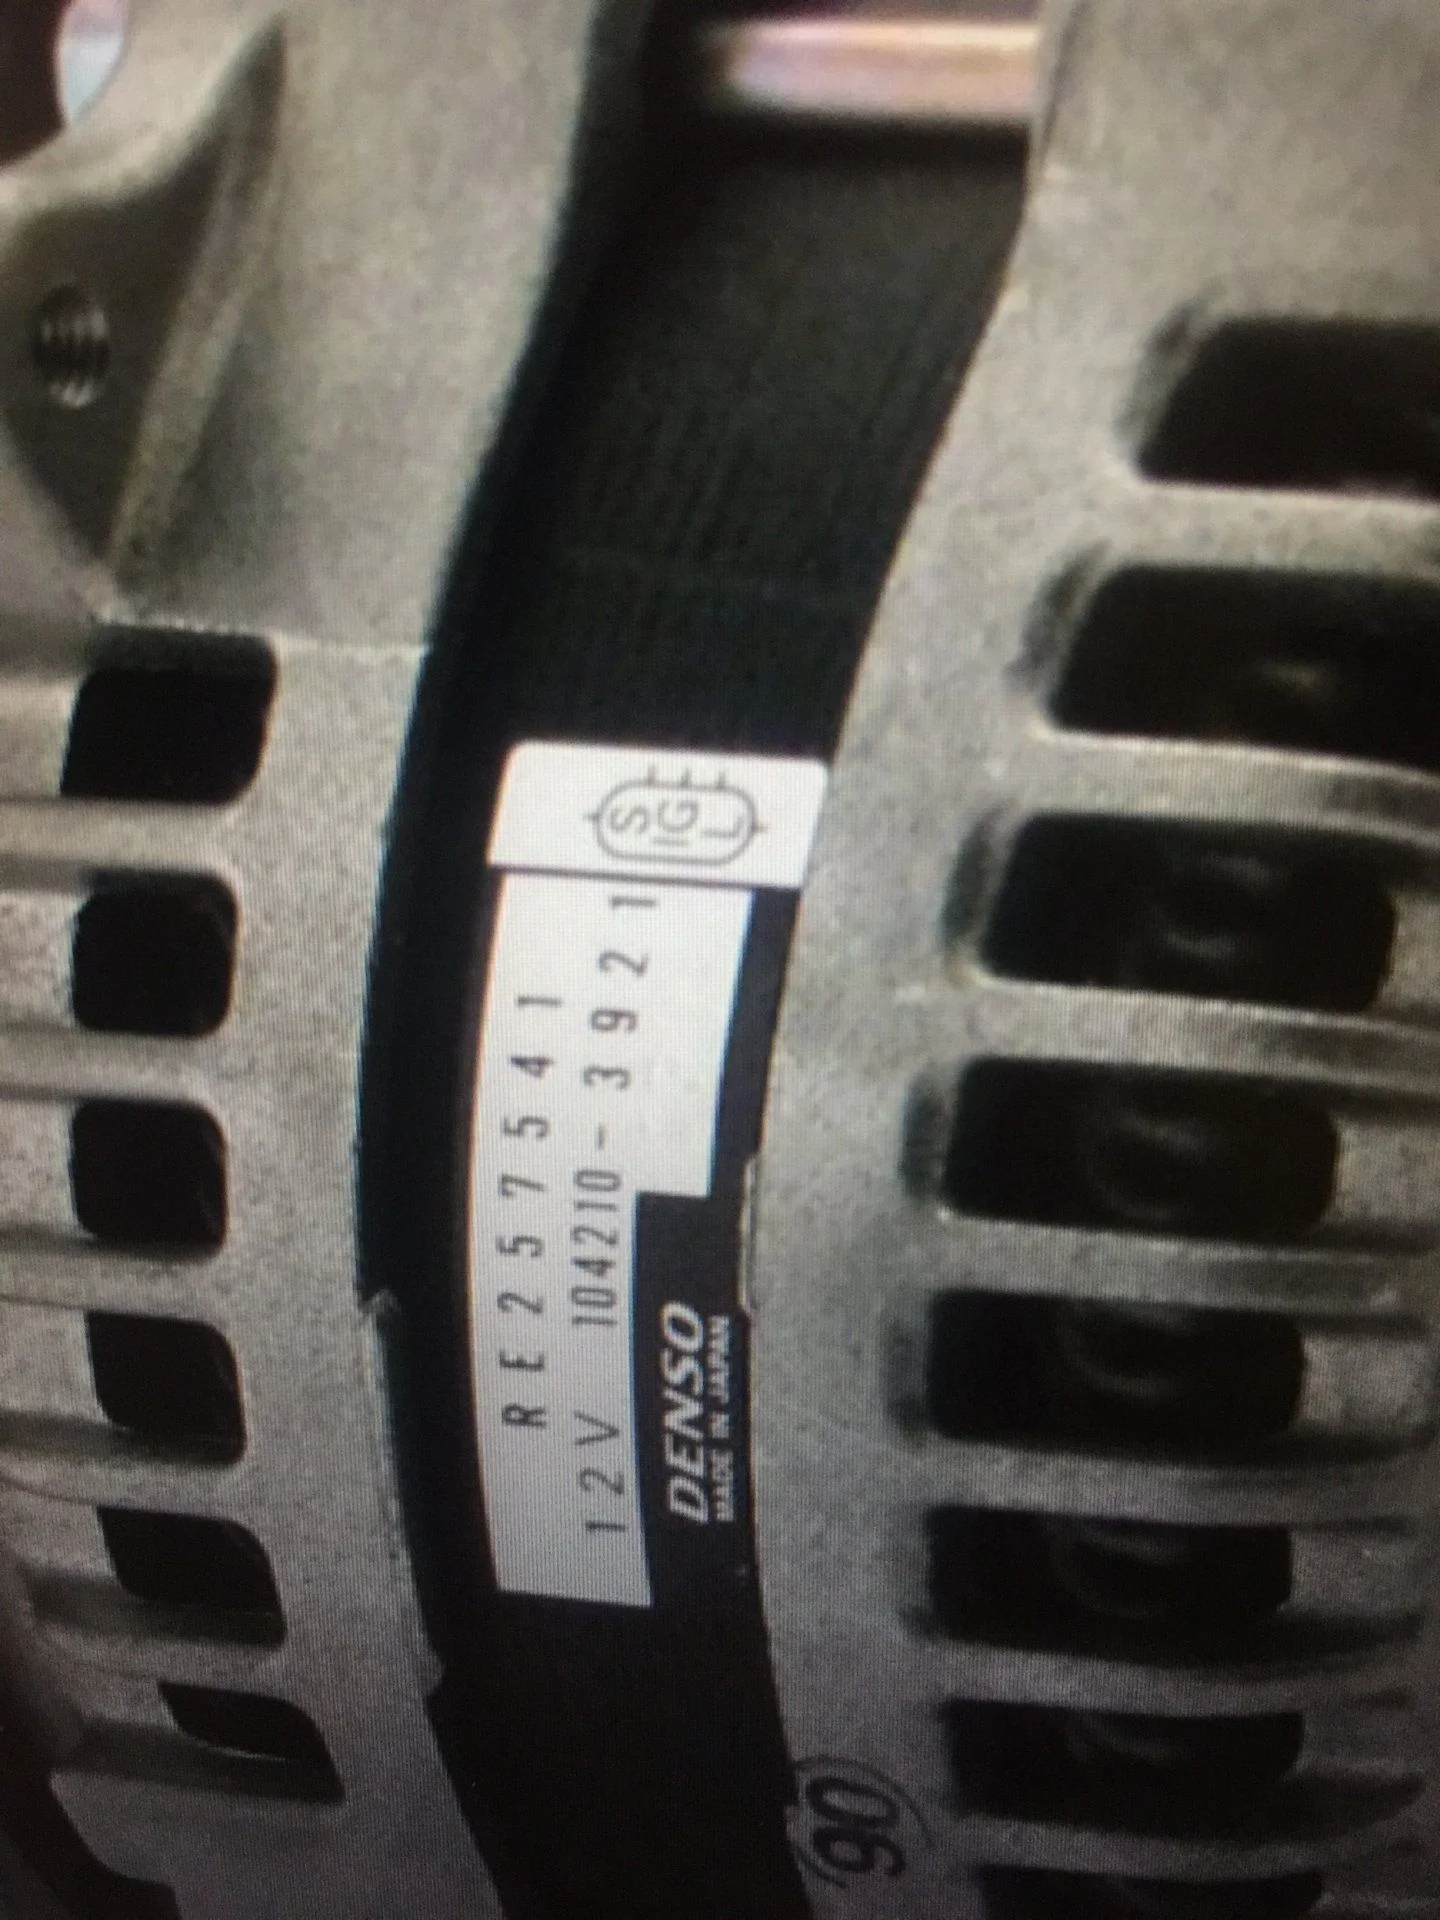 RE257541
12V 104210-3921
DENSO
MADE IN JAPAN
S
IG
L
90